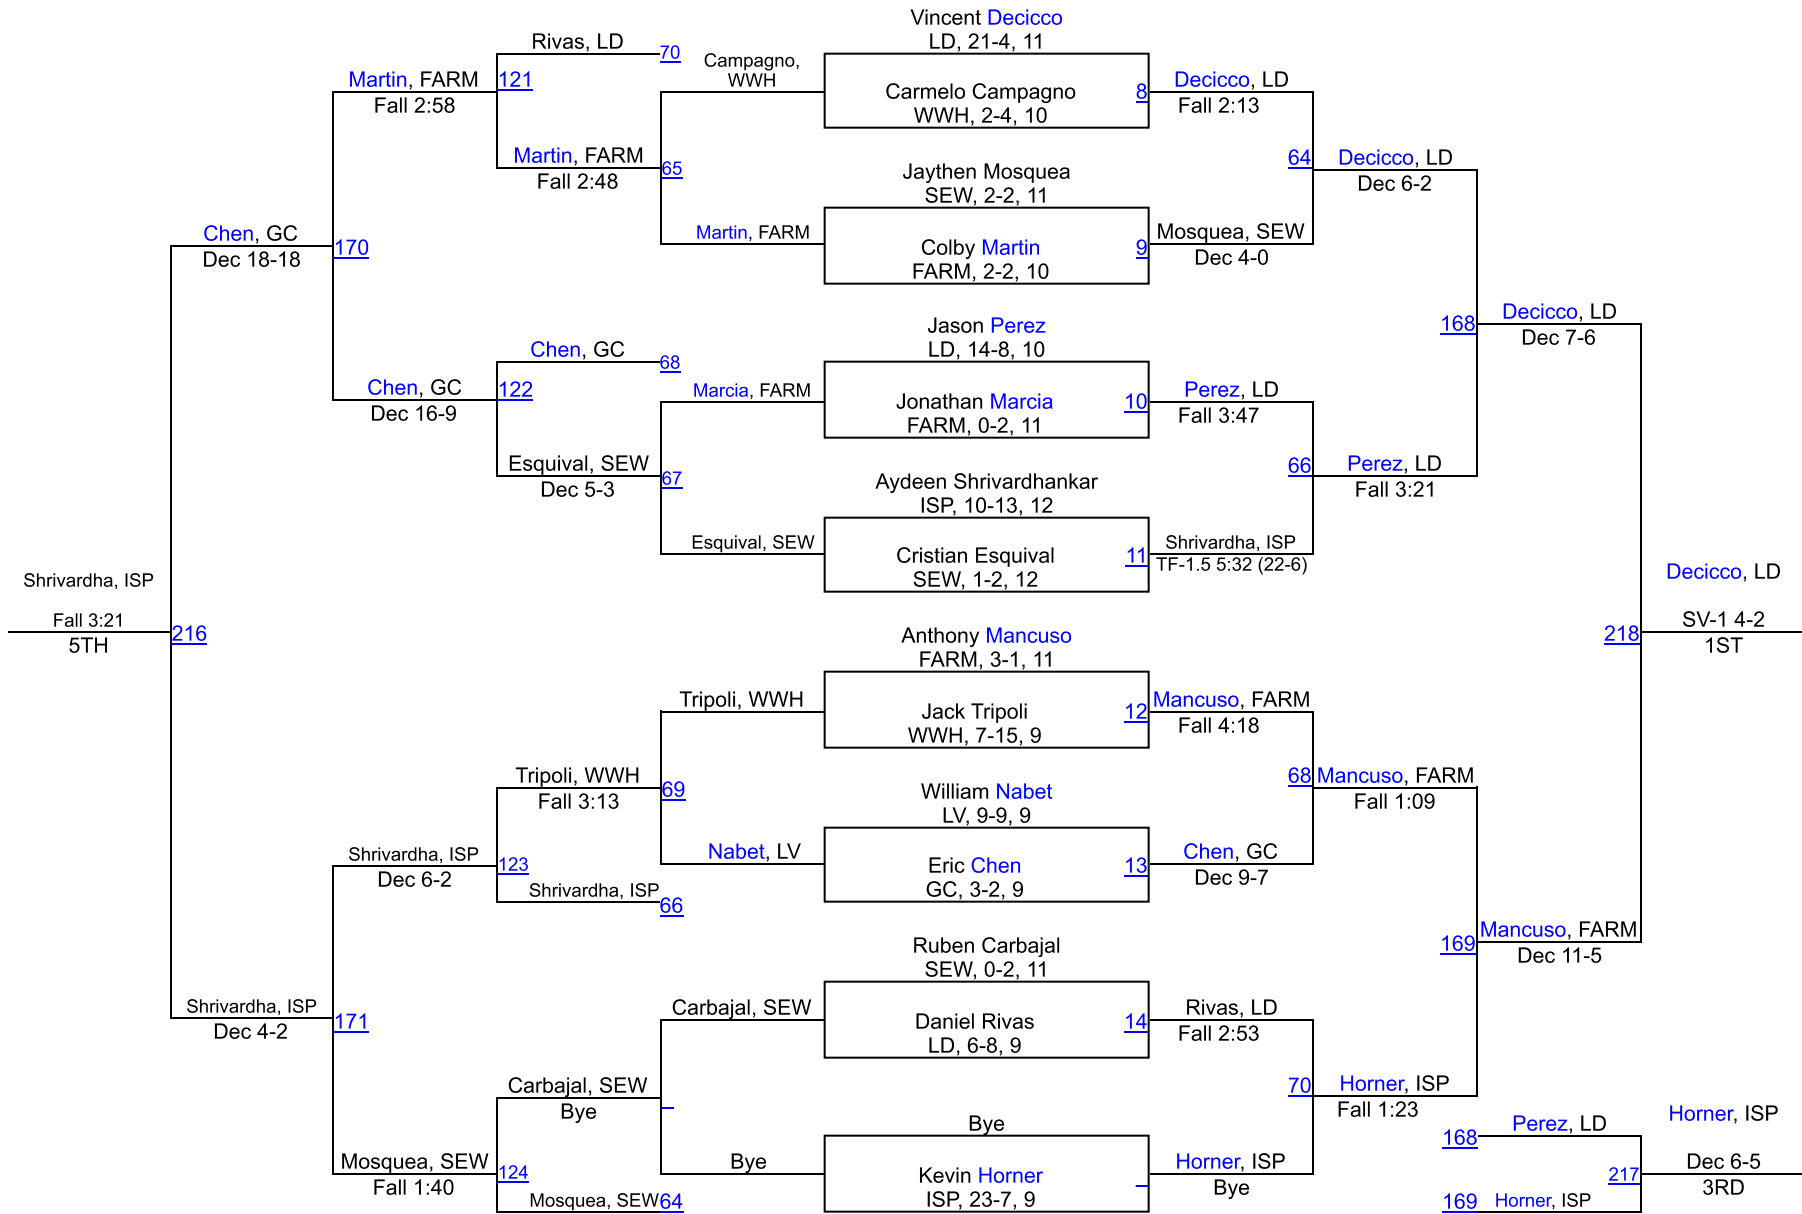 Vincent Decicco
LD, 21-4, 11
Rivas, LD
70
Campagno,
WWH
Martin, FARM
121
Fall 2:58
Carmelo Campagno
WWH, 2-4, 10
8
Decicco, LD
Fall 2:13
Martin, FARM
Fall 2:48
65
Jaythen Mosquea
SEW, 2-2, 11
64
Decicco, LD
Dec 6-2
Chen, GC
Dec 18-18
170
Martin, FARM
Colby Martin
FARM, 2-2, 10
9
Mosquea, SEW
Dec 4-0
Jason Perez
LD, 14-8, 10
168
Decicco, LD
Dec 7-6
Chen, GC
68
Chen, GC
Dec 16-9
122
Marcia, FARM
Jonathan Marcia
FARM, 0-2, 11
10
Perez, LD
Fall 3:47
Esquival, SEW
Dec 5-3
67
Aydeen Shrivardhankar
ISP, 10-13, 12
66
Perez, LD
Fall 3:21
Esquival, SEW
Cristian Esquival
SEW, 1-2, 12
11
Shrivardha, ISP
TF-1.5 5:32 (22-6)
Shrivardha, ISP
Fall 3:21
5TH
216
Decicco, LD
SV-1 4-2
1ST
218
Anthony Mancuso
FARM, 3-1, 11
Tripoli, WWH
Jack Tripoli
WWH, 7-15, 9
12
Mancuso, FARM
Fall 4:18
Tripoli, WWH
Fall 3:13
69
William Nabet
LV, 9-9, 9
68
Mancuso, FARM
Fall 1:09
Shrivardha, ISP
Dec 6-2
123
Nabet, LV
Eric Chen
GC, 3-2, 9
13
Chen, GC
Dec 9-7
Shrivardha, ISP
66
Ruben Carbajal
SEW, 0-2, 11
169
Mancuso, FARM
Dec 11-5
Shrivardha, ISP
Dec 4-2
171
Carbajal, SEW
Daniel Rivas
LD, 6-8, 9
14
Rivas, LD
Fall 2:53
Carbajal, SEW
Bye
70
Horner, ISP
Fall 1:23
Bye
Mosquea, SEW
Fall 1:40
124
Bye
Kevin Horner
ISP, 23-7, 9
Horner, ISP
Bye
Mosquea, SEW
64
168
Perez, LD
Horner, ISP
Dec 6-5
3RD
217
169
Horner, ISP